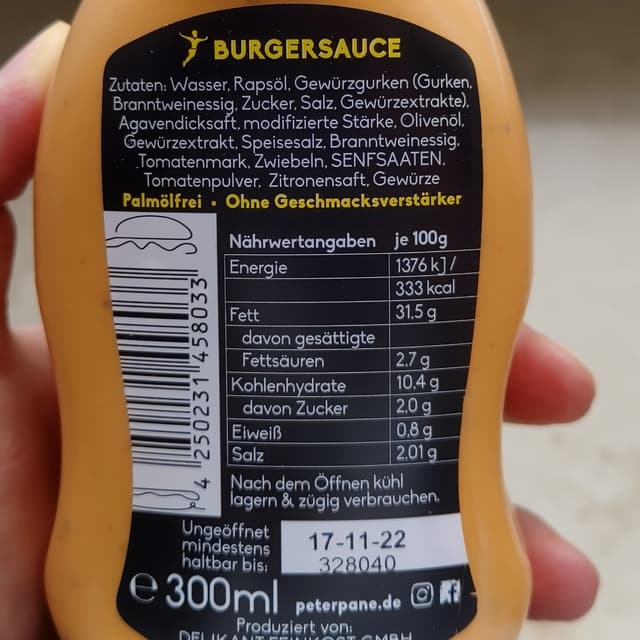 BURGERSAUCE
Zutaten: Wasser, Rapsöl, Gewürzgurken (Gurken,
Branntweinessig, Zucker, Salz, Gewürzextrakte),
Agavendicksaft, modifizierte Stärke, Olivenöl,
Gewürzextrakt, Speisesalz, Branntweinessig,
Tomatenmark, Zwiebeln, SENFSAATEN,
Tomatenpulver, Zitronensaft, Gewürze
Palmölfrei • Ohne Geschmacksverstärker
Nährwertangaben je 100g
Energie 1376 kJ /
333 kcal
Fett 31,5 g
davon gesättigte
Fettsäuren 2,7 g
Kohlenhydrate 10,4 g
davon Zucker 2,0 g
Eiweiß 0,8 g
Salz 2,01 g
4 250231 458033
Nach dem Öffnen kühl
lagern & zügig verbrauchen.
Ungeöffnet
mindestens
haltbar bis:
17-11-22
328040
e 300ml peterpane.de
Produziert von:
DELIKANT FEINKOST GMBH